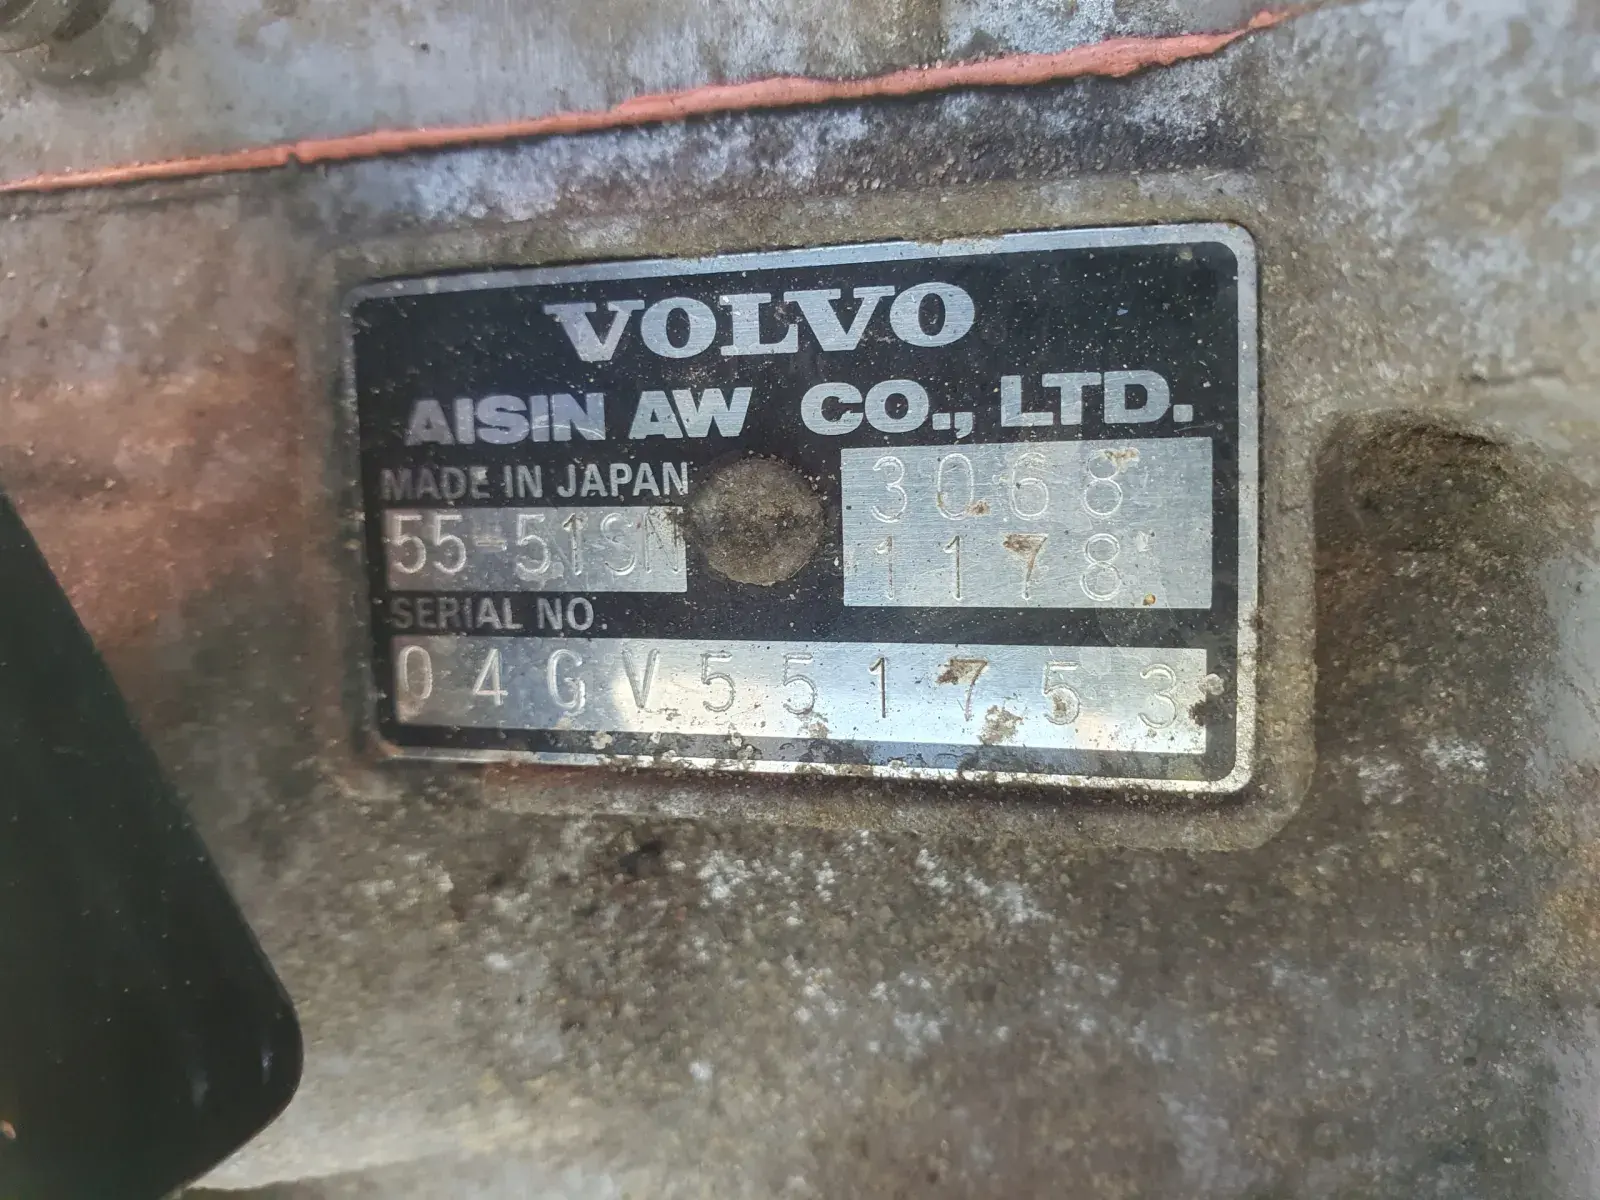 VOLVO
AISIN AW CO., LTD.
MADE IN JAPAN
3068
55-51SN
1178
SERIAL NO.
04GV551753